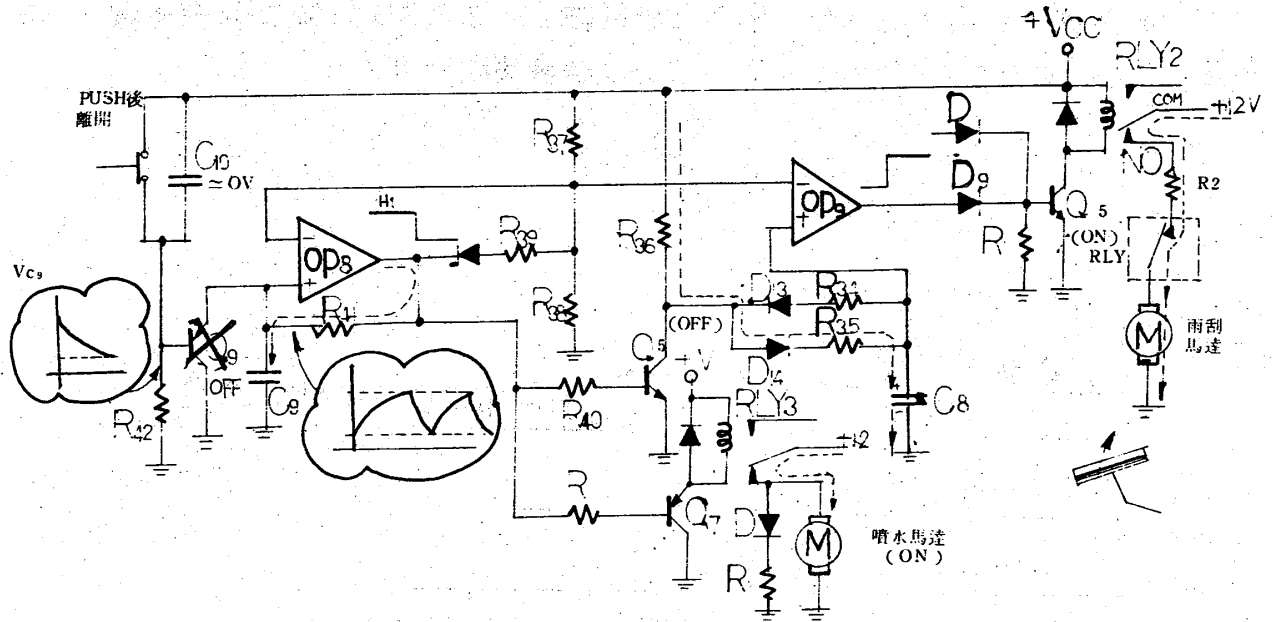 +VCC
RLY2
PUSH後
離開
COM
+12V
C10
≃0V
R37
D
NO
R2
D9
H1
OP8
R39
OP9
Q 5
(ON)
R36
R
RLY
Vc9
R38
D13
R34
R1
(OFF)
R35
M
雨刮
馬達
Q9
OFF
C9
Q5
+V
D14
R42
R40
RLY3
C8
+12
R
Q7
D
M
噴水馬達
(ON)
R